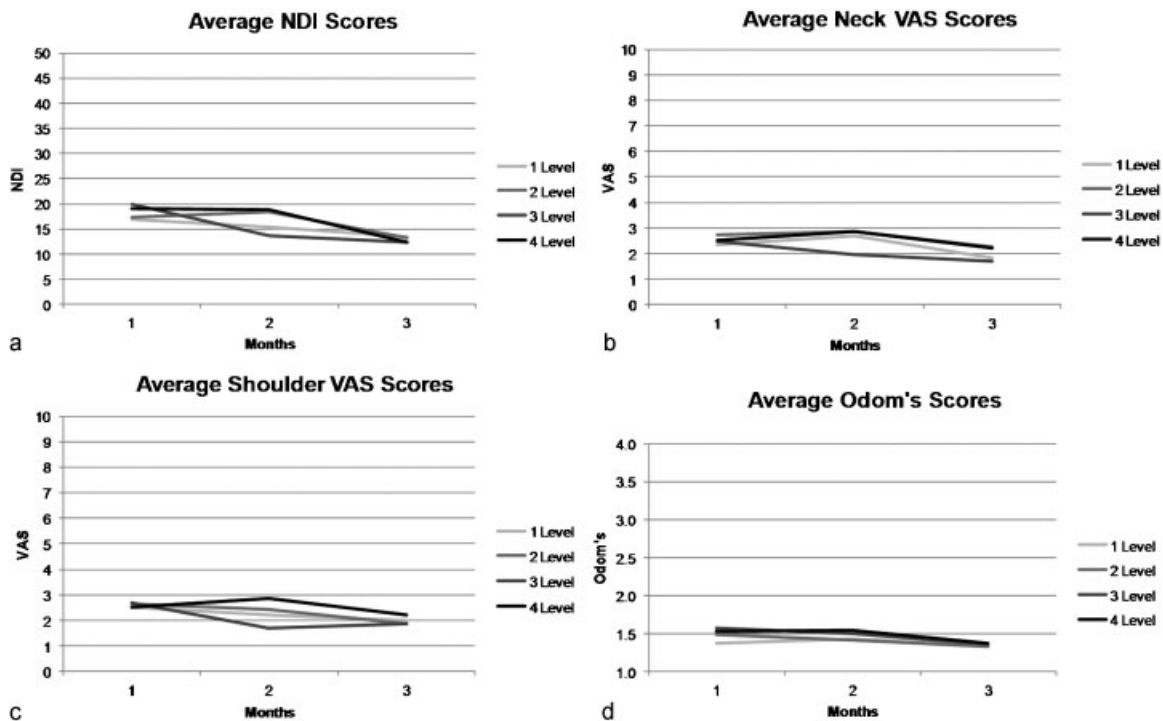 Average NDI Scores
50
45
40
35
30
25
20
15
10
5
0
NDI
1 2 3
Months
1 Level
2 Level
3 Level
4 Level
a
Average Neck VAS Scores
10
9
8
7
6
5
4
3
2
1
0
VAS
1 2 3
Months
1 Level
2 Level
3 Level
4 Level
b
Average Shoulder VAS Scores
10
9
8
7
6
5
4
3
2
1
0
VAS
1 2 3
Months
1 Level
2 Level
3 Level
4 Level
c
Average Odom's Scores
4.0
3.5
3.0
2.5
2.0
1.5
1.0
Odom's
1 2 3
Months
1 Level
2 Level
3 Level
4 Level
d